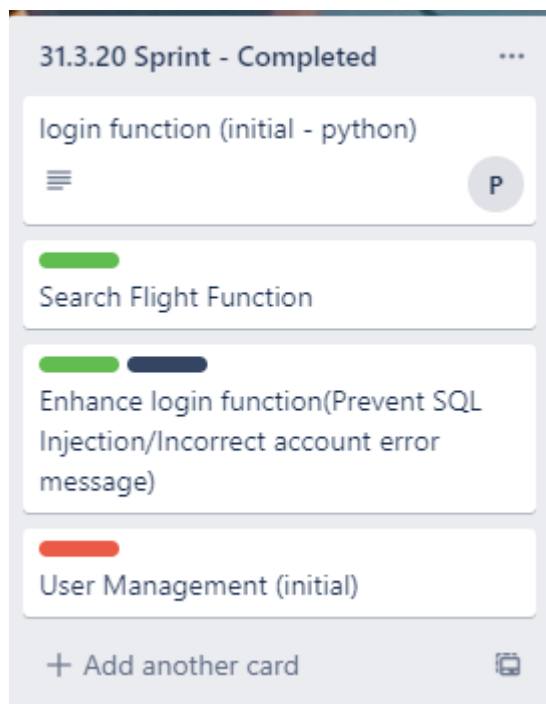 31.3.20 Sprint - Completed
login function (initial - python)
P
Search Flight Function
Enhance login function(Prevent SQL
Injection/Incorrect account error
message)
User Management (initial)
+ Add another card